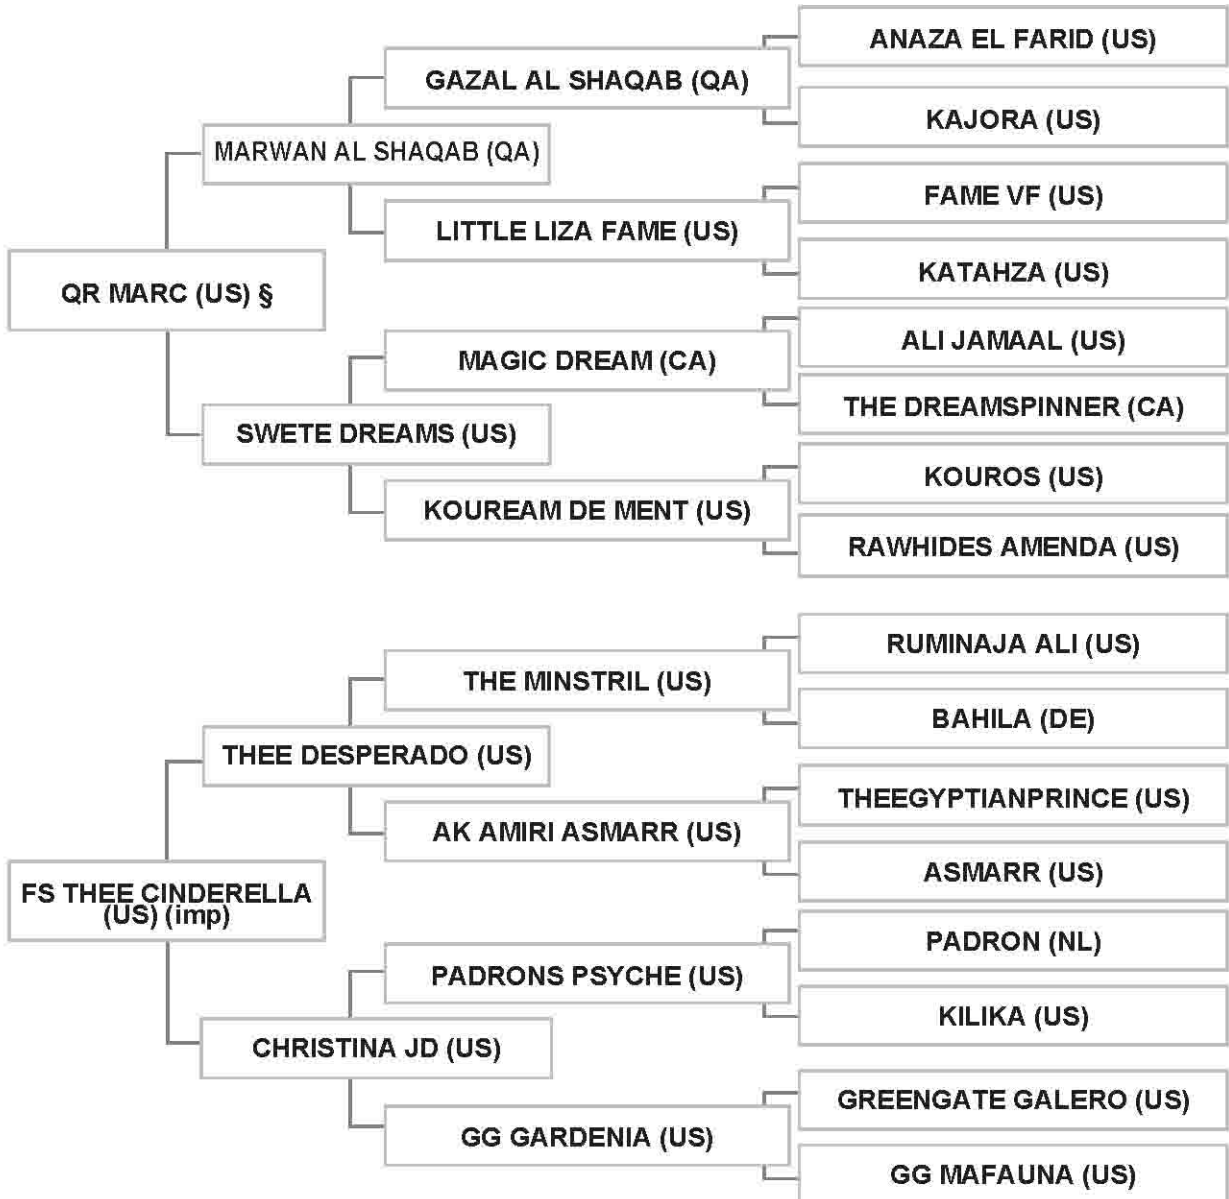 ANAZA EL FARID (US)
GAZAL AL SHAQAB (QA)
KAJORA (US)
MARWAN AL SHAQAB (QA)
FAME VF (US)
LITTLE LIZA FAME (US)
KATAHZA (US)
QR MARC (US) §
ALI JAMAAL (US)
MAGIC DREAM (CA)
THE DREAMSPINNER (CA)
SWETE DREAMS (US)
KOUROS (US)
KOUREAM DE MENT (US)
RAWHIDES AMENDA (US)
RUMINAJA ALI (US)
THE MINSTRIL (US)
BAHILA (DE)
THEE DESPERADO (US)
THEEGYPTIANPRINCE (US)
AK AMIRI ASMARR (US)
ASMARR (US)
FS THEE CINDERELLA
(US) (imp)
PADRON (NL)
PADRONS PSYCHE (US)
KILIKA (US)
CHRISTINA JD (US)
GREENGATE GALERO (US)
GG GARDENIA (US)
GG MAFAUNA (US)